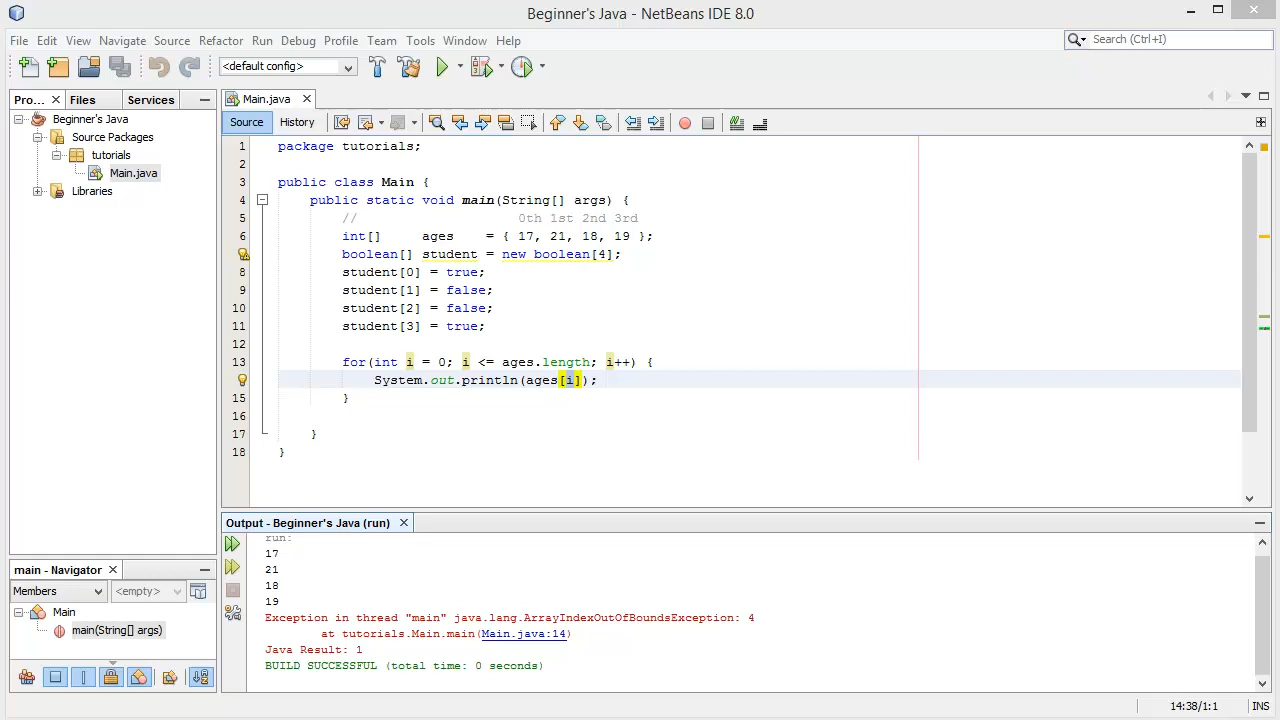 Beginner's Java - NetBeans IDE 8.0
File Edit View Navigate Source Refactor Run Debug Profile Team Tools Window Help
Search (Ctrl+I)
<default config>
Pro... Files Services
Main.java
Beginner's Java
Source Packages
tutorials
Main.java
Libraries
Source History
1 package tutorials;
2
3 public class Main {
4 public static void main(String[] args) {
5 // 0th 1st 2nd 3rd
6 int[] ages = { 17, 21, 18, 19 };
boolean[] student = new boolean[4];
8 student[0] = true;
9 student[1] = false;
10 student[2] = false;
11 student[3] = true;
12
13 for(int i = 0; i <= ages.length; i++) {
System.out.println(ages[i]);
15 }
16
17 }
18 }
Output - Beginner's Java (run)
run:
17
21
18
19
Exception in thread "main" java.lang.ArrayIndexOutOfBoundsException: 4
at tutorials.Main.main(Main.java:14)
Java Result: 1
BUILD SUCCESSFUL (total time: 0 seconds)
main - Navigator
Members <empty>
Main
main(String[] args)
14:38/1:1 INS